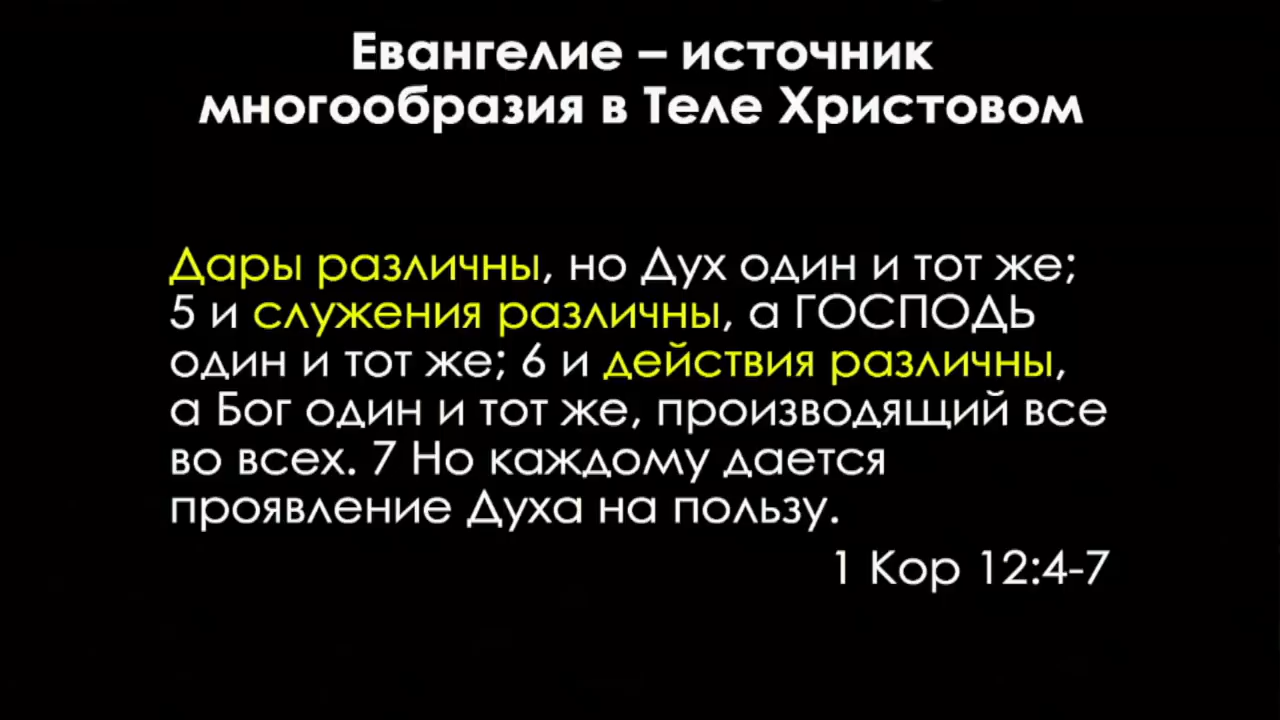 Евангелие – источник
многообразия в Теле Христовом
Дары различны, но Дух один и тот же;
5 и служения различны, а ГОСПОДЬ
один и тот же; 6 и действия различны,
а Бог один и тот же, производящий все
во всех. 7 Но каждому дается
проявление Духа на пользу.
1 Кор 12:4-7